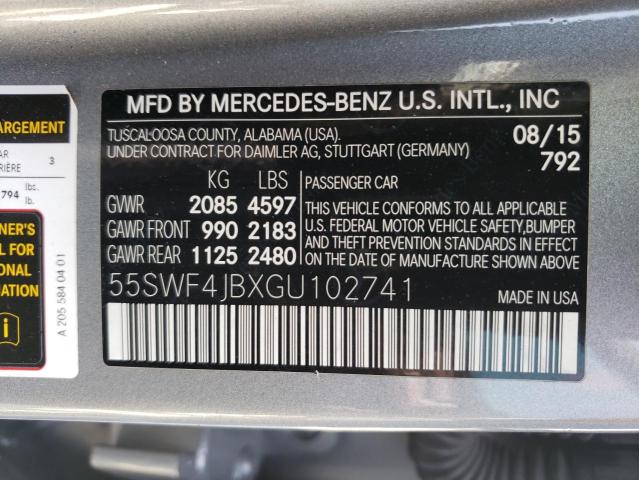 MFD BY MERCEDES-BENZ U.S. INTL., INC
TUSCALOOSA COUNTY, ALABAMA (USA).
UNDER CONTRACT FOR DAIMLER AG, STUTTGART (GERMANY)
08/15
792
KG LBS
GVWR 2085 4597
GAWR FRONT 990 2183
GAWR REAR 1125 2480
PASSENGER CAR
THIS VEHICLE CONFORMS TO ALL APPLICABLE
U.S. FEDERAL MOTOR VEHICLE SAFETY,BUMPER
AND THEFT PREVENTION STANDARDS IN EFFECT
ON THE DATE OF MANUFACTURE SHOWN ABOVE.
55SWF4JBXGU102741
MADE IN USA
ARGEMENT
AR 3
RIÈRE
794 lbs.
lb.
NER'S
L FOR
ONAL
ATION
i
A 205 584 04 01